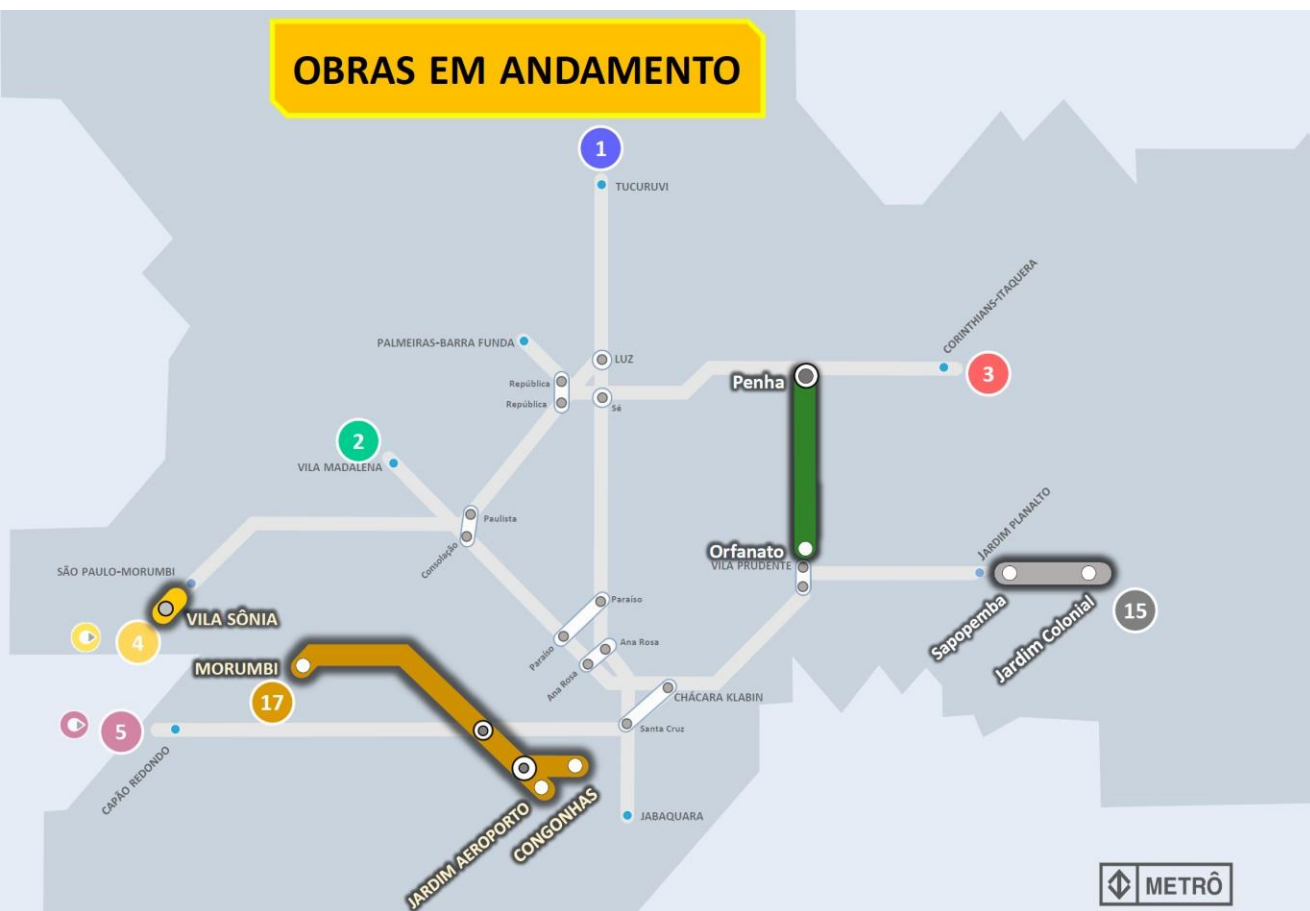 OBRAS EM ANDAMENTO
1
TUCURUVI
CORINTHIANS-ITAQUERA
PALMEIRAS-BARRA FUNDA
LUZ
República
República
Sé
Penha
3
2
VILA MADALENA
Paulista
Consolação
JARDIM PLANALTO
Orfanato
VILA PRUDENTE
SÃO PAULO-MORUMBI
VILA SÔNIA
4
Paraíso
Paraíso
Ana Rosa
Ana Rosa
Sapopemba
Jardim Colonial
15
MORUMBI
17
CHÁCARA KLABIN
Santa Cruz
5
CAPÃO REDONDO
JARDIM AEROPORTO
CONGONHAS
JABAQUARA
METRÔ